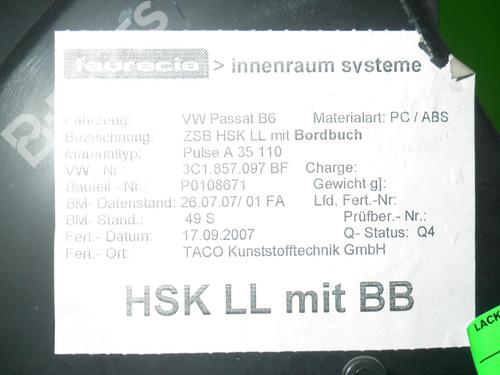 faurecia > innenraum systeme
Fahrzeug: VW Passat B6 Materialart: PC / ABS
Bezeichnung: ZSB HSK LL mit Bordbuch
Materialtyp: Pulse A 35 110
VW - Nr.: 3C1.857.097 BF Charge:
Bauteil - Nr.: P0108671 Gewicht g]:
BM- Datenstand: 26.07.07/ 01 FA Lfd. Fert.-Nr:
BM- Stand.: 49 S Prüfber.-Nr.:
Fert.- Datum: 17.09.2007 Q- Status: Q4
Fert.- Ort: TACO Kunststofftechnik GmbH
HSK LL mit BB
LACK